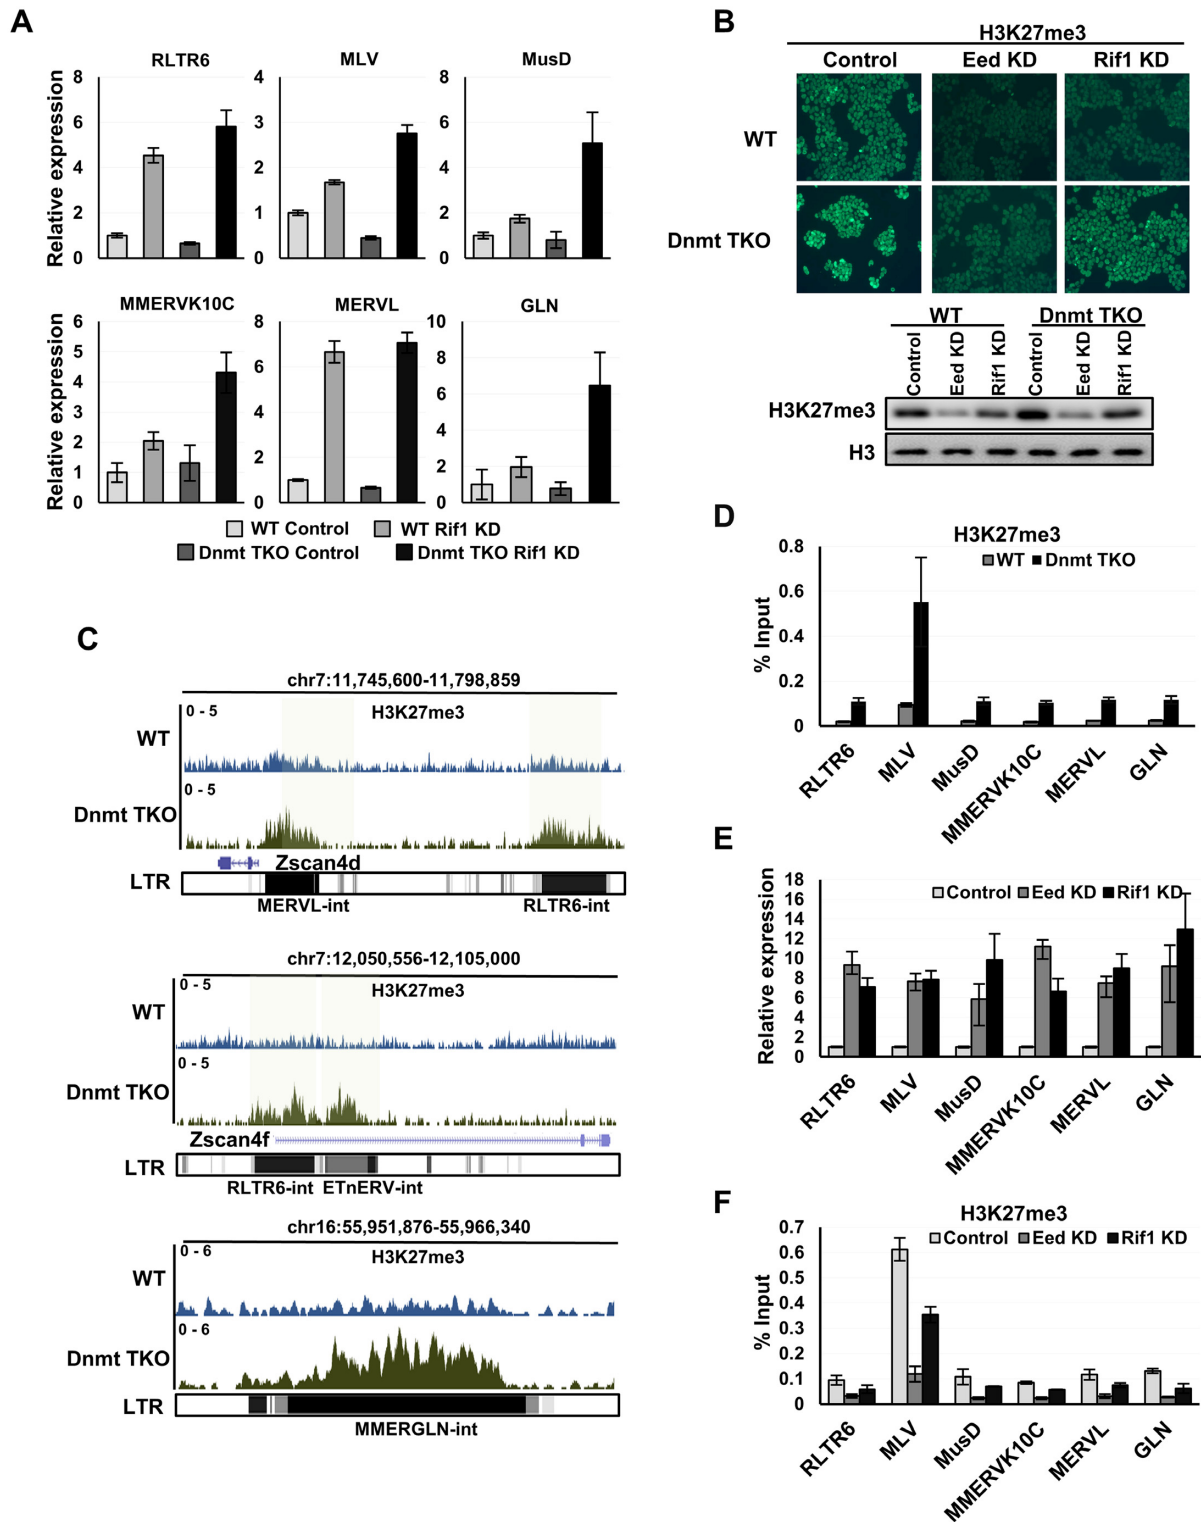 A
RLTR6
MLV
MusD
Relative expression
8
6
4
2
0
4
3
2
1
0
8
6
4
2
0
MMERVK10C
MERVL
GLN
Relative expression
6
5
4
3
2
1
0
8
6
4
2
0
10
8
6
4
2
0
WT Control
WT Rif1 KD
Dnmt TKO Control
Dnmt TKO Rif1 KD
B
H3K27me3
Control
Eed KD
Rif1 KD
WT
Dnmt TKO
WT
Dnmt TKO
Control
Eed KD
Rif1 KD
Control
Eed KD
Rif1 KD
H3K27me3
H3
C
chr7:11,745,600-11,798,859
0 - 5
H3K27me3
WT
0 - 5
Dnmt TKO
Zscan4d
LTR
MERVL-int
RLTR6-int
chr7:12,050,556-12,105,000
0 - 5
H3K27me3
WT
0 - 5
Dnmt TKO
Zscan4f
LTR
RLTR6-int ETnERV-int
chr16:55,951,876-55,966,340
0 - 6
H3K27me3
WT
0 - 6
Dnmt TKO
LTR
MMERGLN-int
D
H3K27me3
WT
Dnmt TKO
% Input
0.8
0.6
0.4
0.2
0
RLTR6
MLV
MusD
MMERVK10C
MERVL
GLN
E
Control
Eed KD
Rif1 KD
Relative expression
18
16
14
12
10
8
6
4
2
0
RLTR6
MLV
MusD
MMERVK10C
MERVL
GLN
F
H3K27me3
Control
Eed KD
Rif1 KD
% Input
0.7
0.6
0.5
0.4
0.3
0.2
0.1
0
RLTR6
MLV
MusD
MMERVK10C
MERVL
GLN